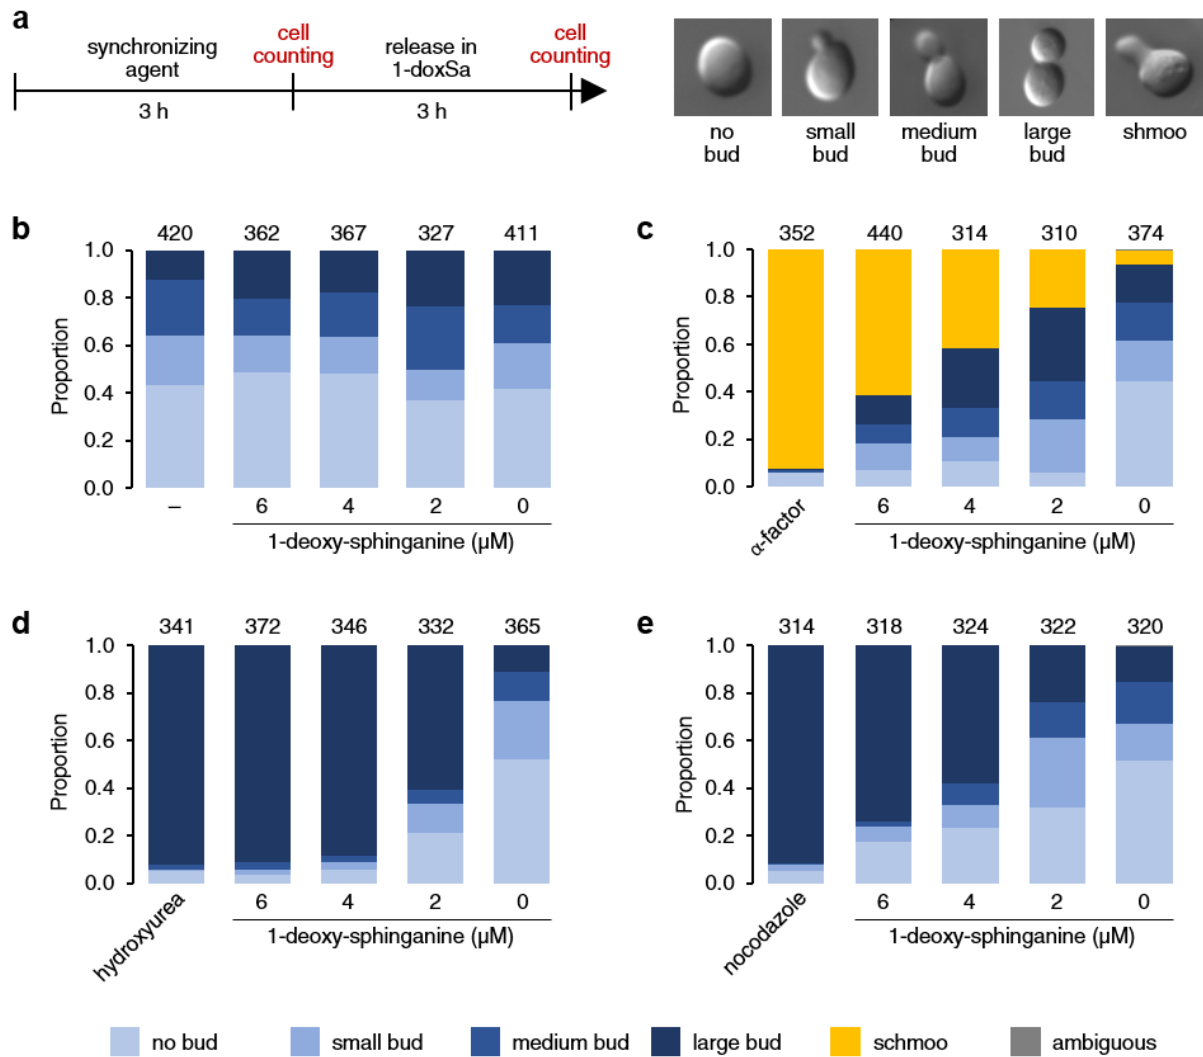 a
synchronizing
agent
cell
counting
release in
1-doxSa
cell
counting
3 h
3 h
no
bud
small
bud
medium
bud
large
bud
shmoo
b
420
362
367
327
411
1.0
0.8
0.6
0.4
0.2
0.0
Proportion
–
6
4
2
0
1-deoxy-sphinganine (µM)
c
352
440
314
310
374
1.0
0.8
0.6
0.4
0.2
0.0
Proportion
α-factor
6
4
2
0
1-deoxy-sphinganine (µM)
d
341
372
346
332
365
1.0
0.8
0.6
0.4
0.2
0.0
Proportion
hydroxyurea
6
4
2
0
1-deoxy-sphinganine (µM)
e
314
318
324
322
320
1.0
0.8
0.6
0.4
0.2
0.0
Proportion
nocodazole
6
4
2
0
1-deoxy-sphinganine (µM)
no bud
small bud
medium bud
large bud
schmoo
ambiguous